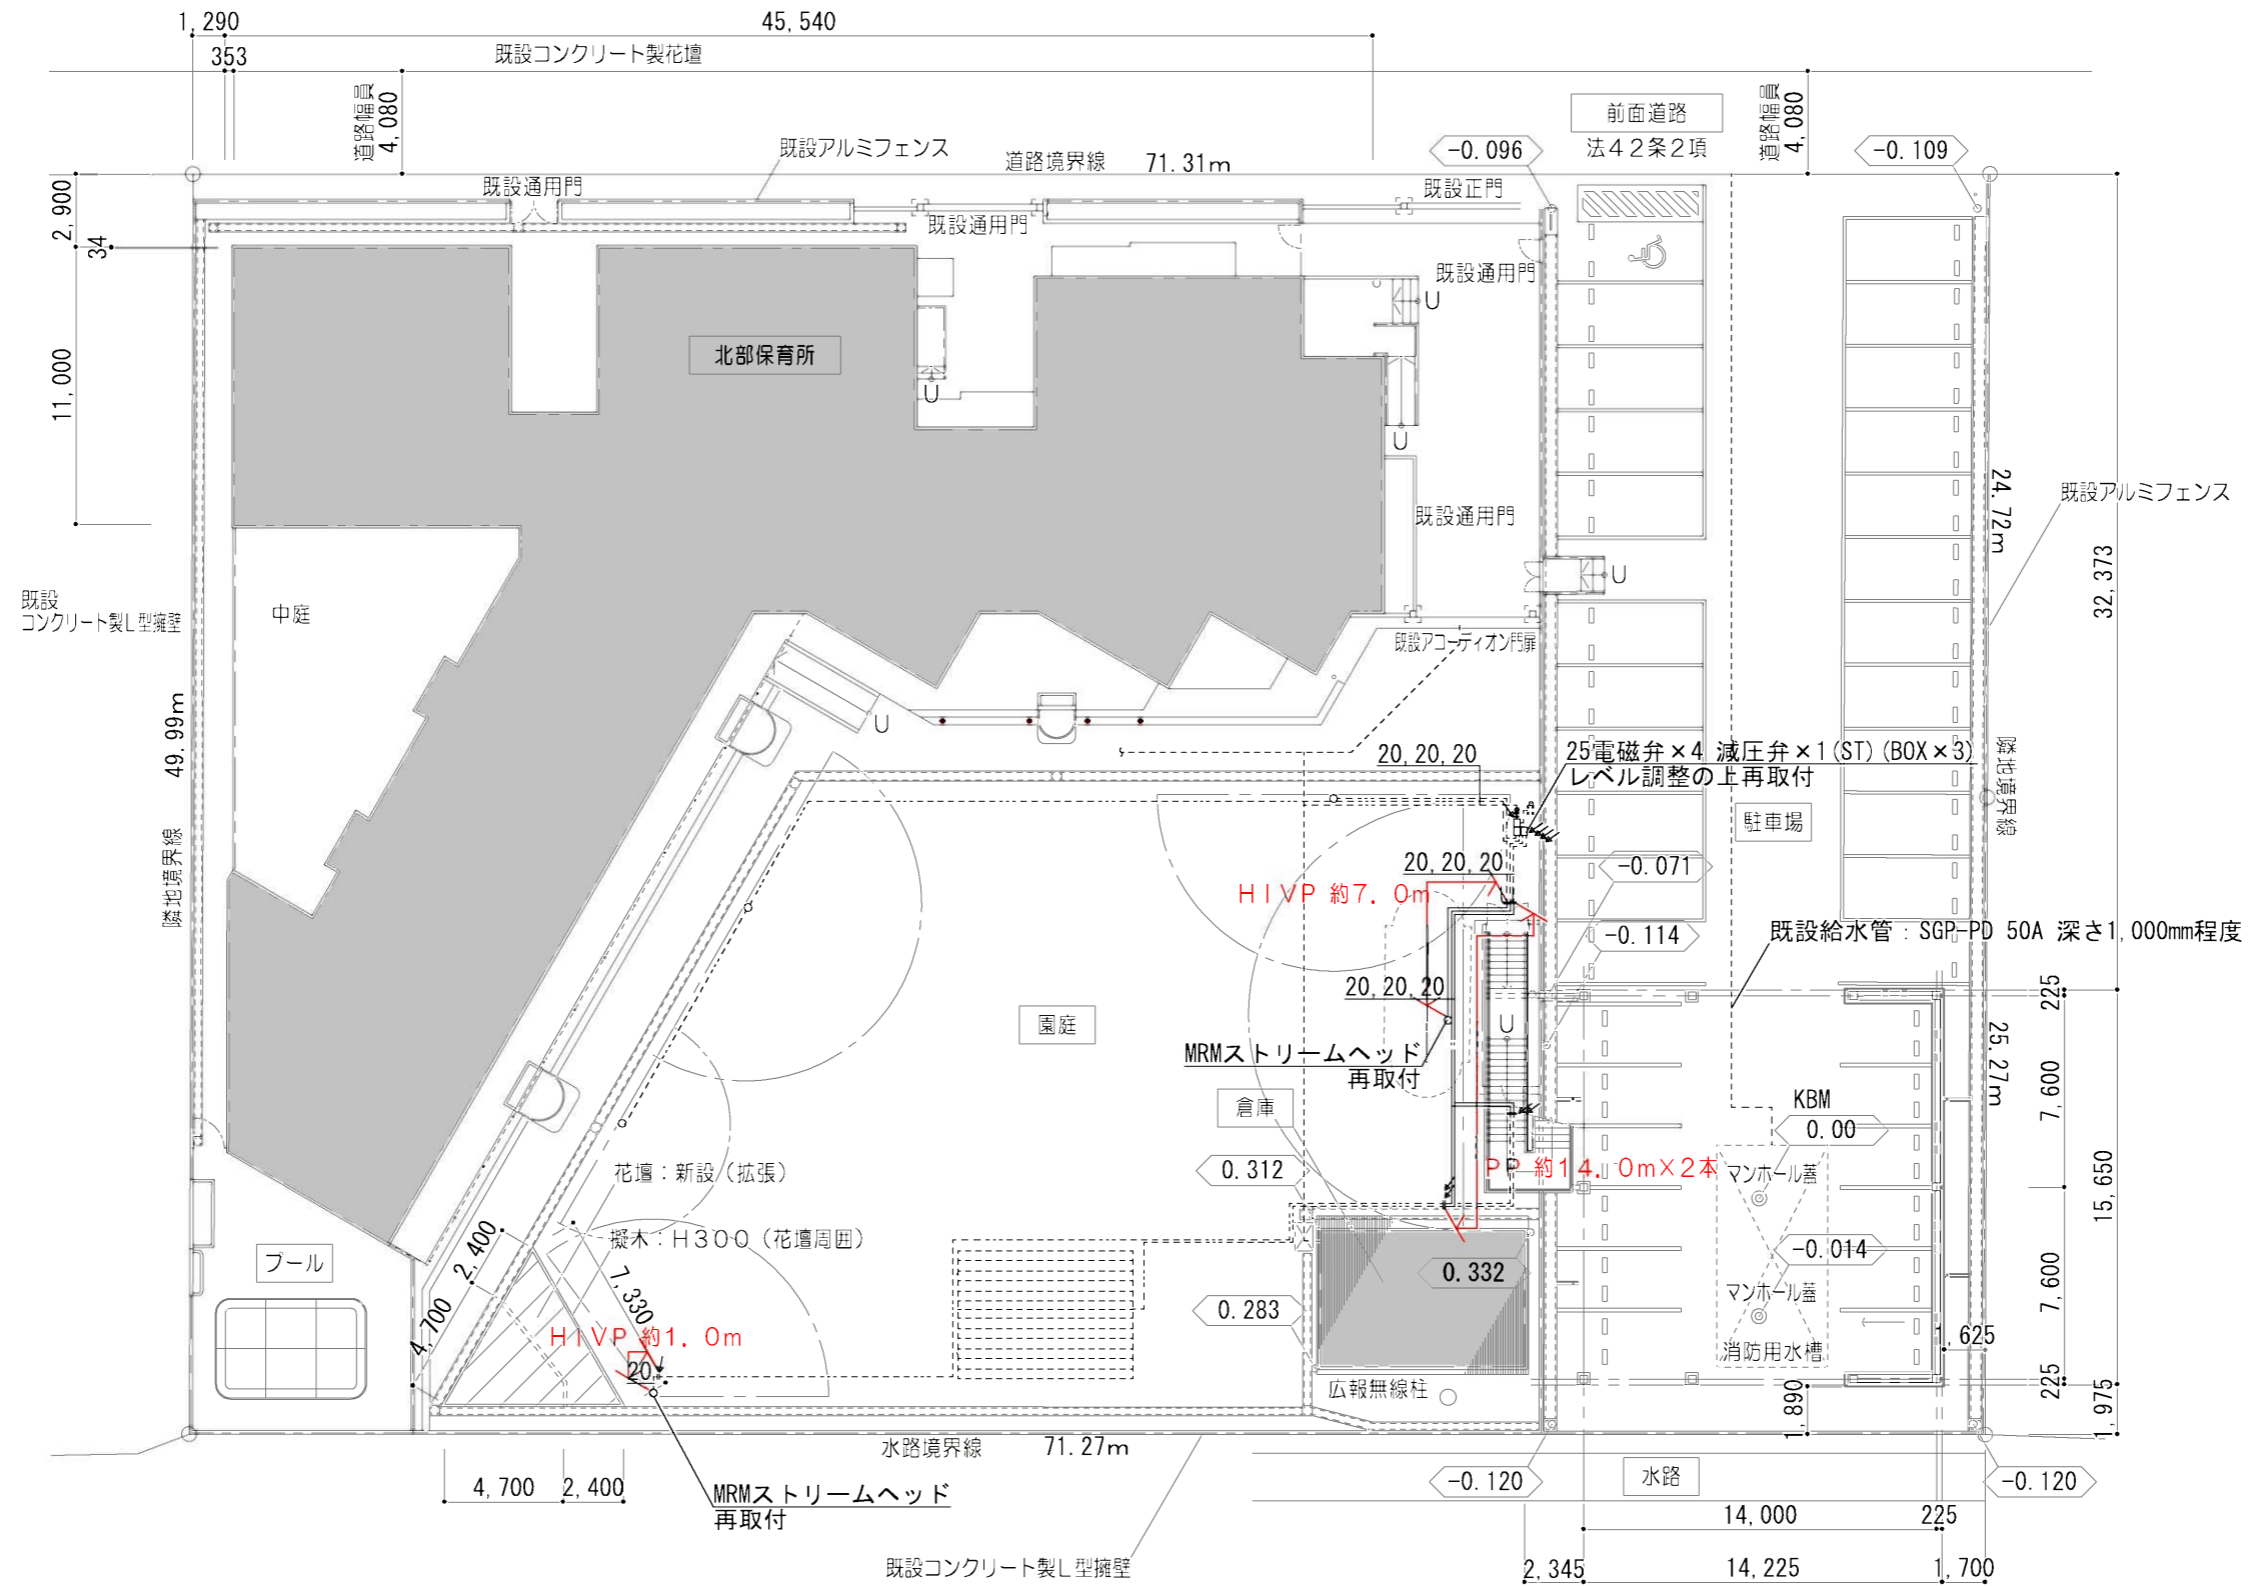 1,290
45,540
353
既設コンクリート製花壇
道路幅員
4,080
道路幅員
4,080
前面道路
法42条2項
既設アルミフェンス
道路境界線 71.31m
-0.096
-0.109
2,900
34
既設通用門
既設通用門
既設正門
既設通用門
U
北部保育所
11,000
U
U
24.72m
既設アルミフェンス
既設通用門
32,373
U
既設
コンクリート製L型擁壁
中庭
既設アコーディオン門扉
49.99m
U
20,20,20
25電磁弁×4 減圧弁×1(ST)(BOX×3)
レベル調整の上再取付
隣地境界線
駐車場
隣地境界線
20,20,20
-0.071
HIVP 約7.0m
-0.114
既設給水管：SGP-PD 50A 深さ1,000mm程度
20,20,20
225
園庭
U
25.27m
MRMストリームヘッド
再取付
7,600
倉庫
KBM
0.00
0.312
PP 約14.0m×2本
マンホール蓋
15,650
花壇：新設（拡張）
擬木：H300（花壇周囲）
2,400
プール
-0.014
0.332
7,330
マンホール蓋
7,600
4,700
0.283
HIVP 約1.0m
1,625
消防用水槽
20
広報無線柱
225
1,890
1,975
水路境界線 71.27m
4,700
2,400
MRMストリームヘッド
再取付
-0.120
水路
-0.120
14,000
225
既設コンクリート製L型擁壁
2,345
14,225
1,700